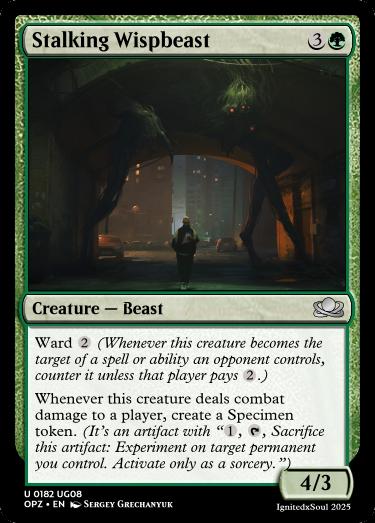 Stalking Wispbeast 3
Creature — Beast
Ward 2 (Whenever this creature becomes the
target of a spell or ability an opponent controls,
counter it unless that player pays 2.)
Whenever this creature deals combat
damage to a player, create a Specimen
token. (It's an artifact with “1, , Sacrifice
this artifact: Experiment on target permanent
you control. Activate only as a sorcery.”)
4/3
U 0182 UG08
OPZ • EN Sergey Grechanyuk
IgnitedxSoul 2025